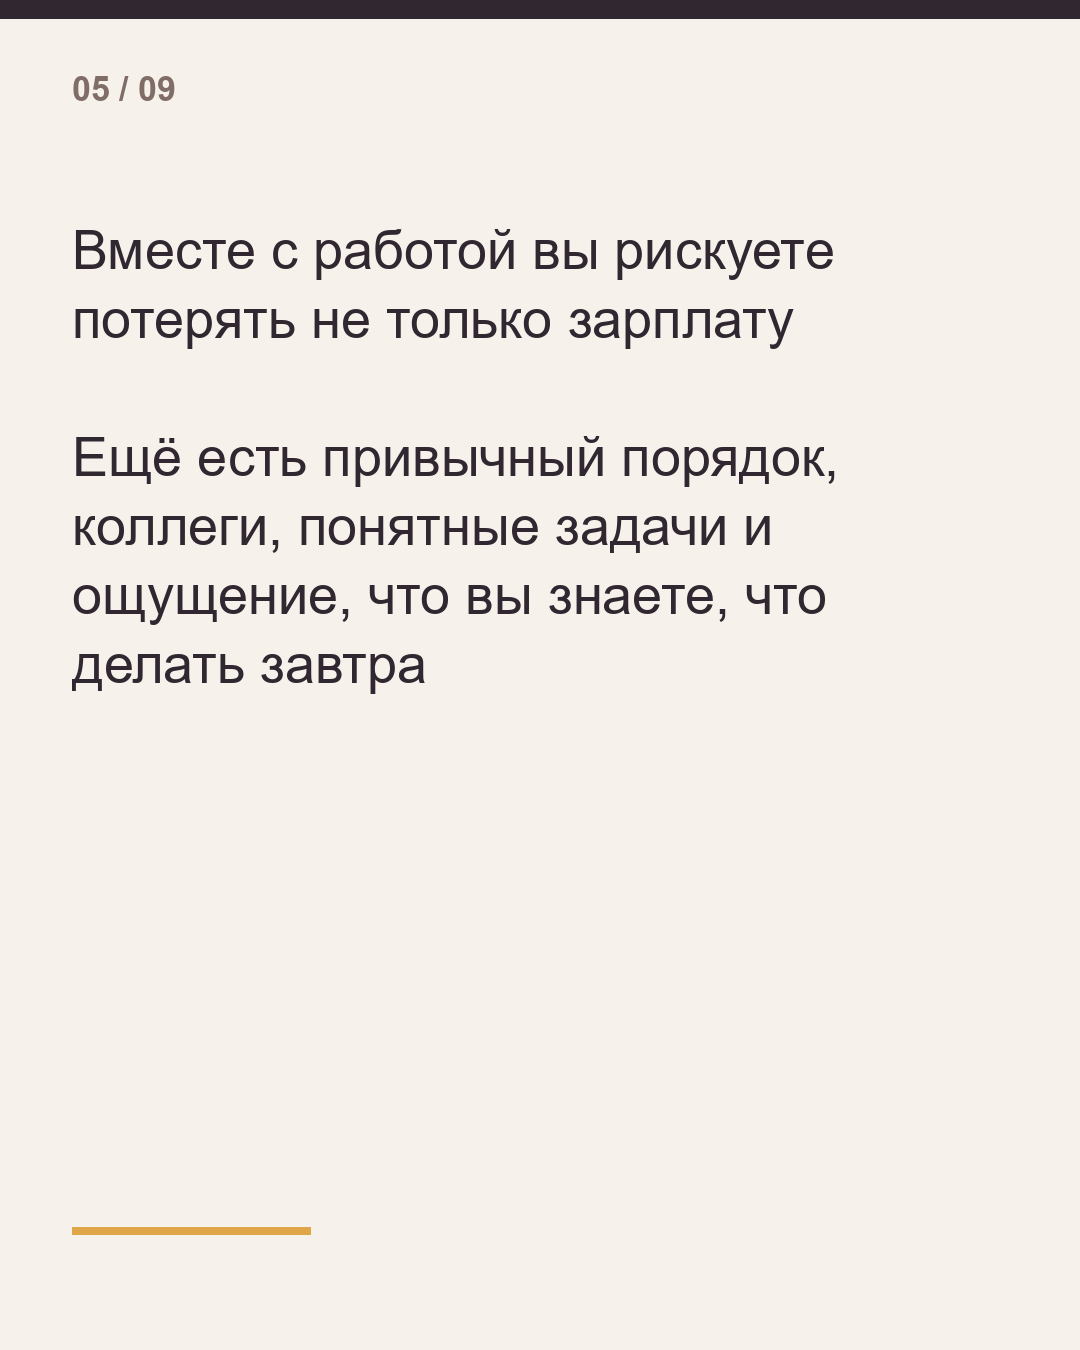 05 / 09
Вместе с работой вы рискуете
потерять не только зарплату
Ещё есть привычный порядок,
коллеги, понятные задачи и
ощущение, что вы знаете, что
делать завтра